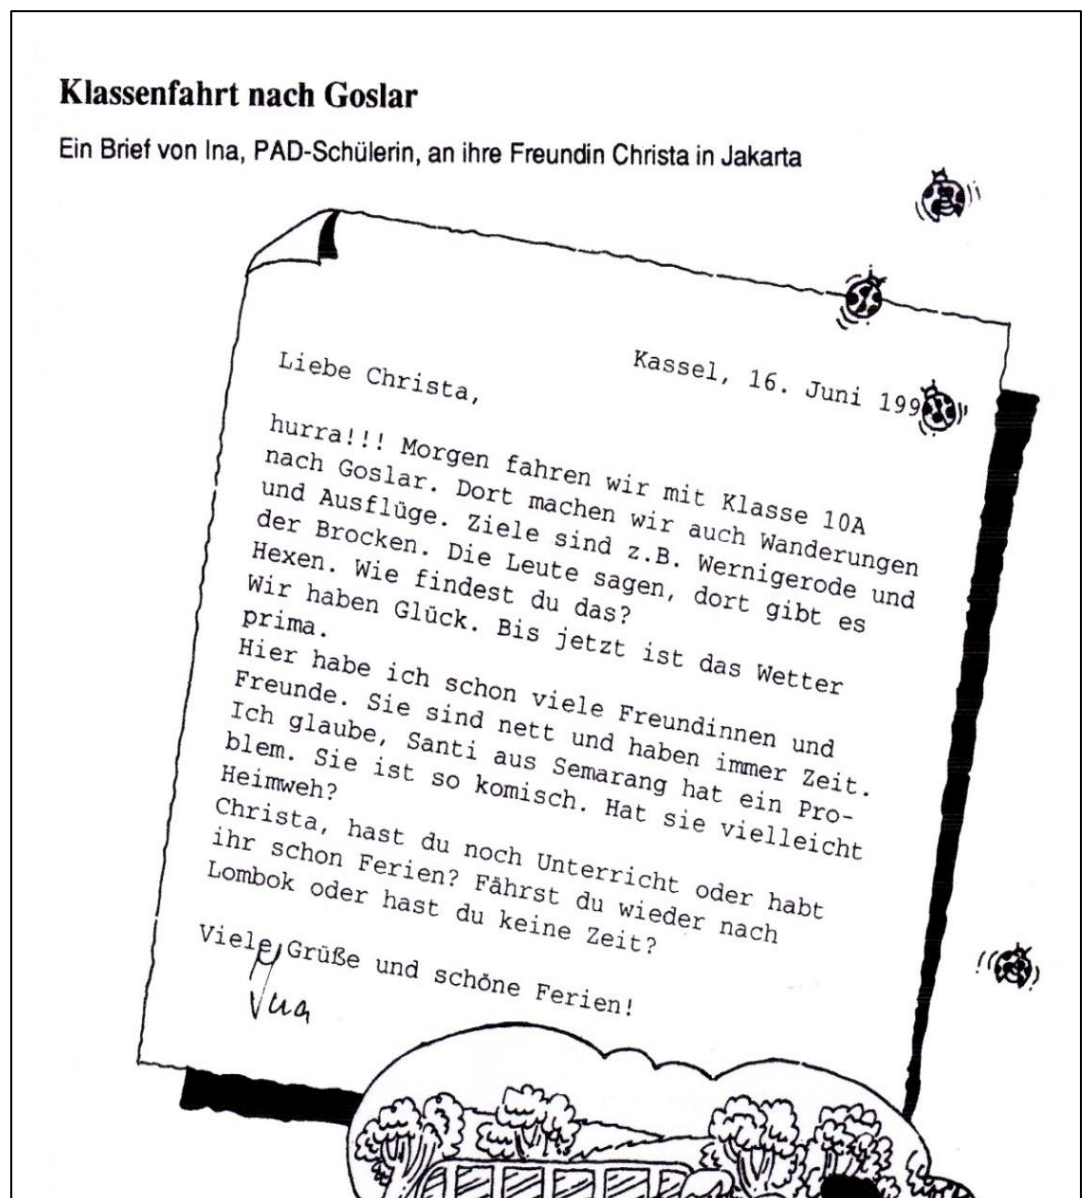 Klassenfahrt nach Goslar
Ein Brief von Ina, PAD-Schülerin, an ihre Freundin Christa in Jakarta
Kassel, 16. Juni 199
Liebe Christa,
hurra!!! Morgen fahren wir mit Klasse 10A
nach Goslar. Dort machen wir auch Wanderungen
und Ausflüge. Ziele sind z.B. Wernigerode und
der Brocken. Die Leute sagen, dort gibt es
Hexen. Wie findest du das?
Wir haben Glück. Bis jetzt ist das Wetter
prima.
Hier habe ich schon viele Freundinnen und
Freunde. Sie sind nett und haben immer Zeit.
Ich glaube, Santi aus Semarang hat ein Pro-
blem. Sie ist so komisch. Hat sie vielleicht
Heimweh?
Christa, hast du noch Unterricht oder habt
ihr schon Ferien? Fährst du wieder nach
Lombok oder hast du keine Zeit?
Viele Grüße und schöne Ferien!
Ina